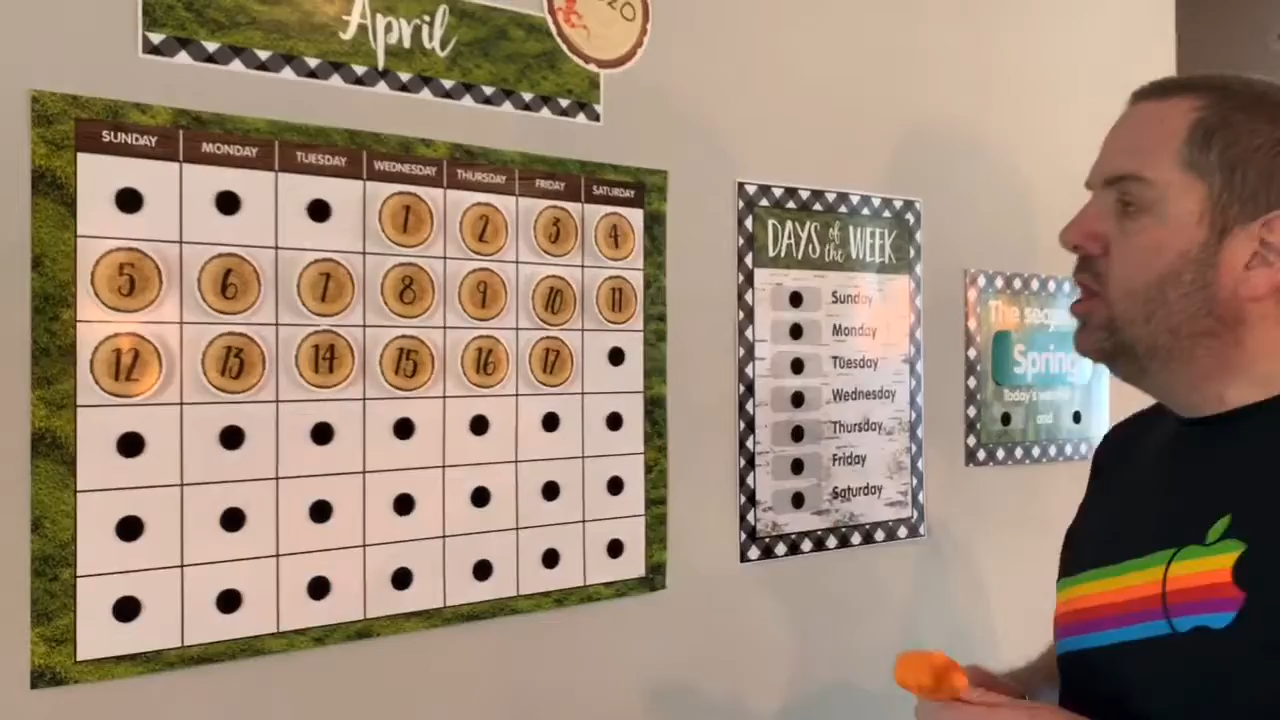 April
SUNDAY MONDAY TUESDAY WEDNESDAY THURSDAY FRIDAY SATURDAY
1 2 3 4
5 6 7 8 9 10 11
12 13 14 15 16 17
DAYS of the WEEK
Sunday
Monday
Tuesday
Wednesday
Thursday
Friday
Saturday
The
Spring
Today's
and